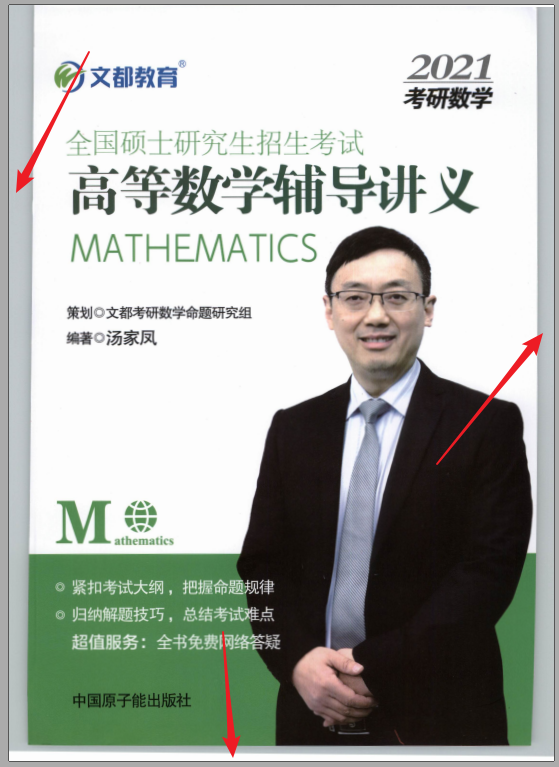 文都教育®
2021
考研数学
全国硕士研究生招生考试
高等数学辅导讲义
MATHEMATICS
策划◎文都考研数学命题研究组
编著◎汤家凤
M
athematics
◎ 紧扣考试大纲，把握命题规律
◎ 归纳解题技巧，总结考试难点
超值服务：全书免费网络答疑
中国原子能出版社